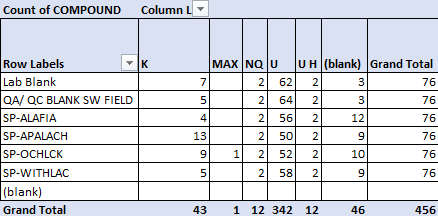 Count of COMPOUND Column L
Row Labels K MAX NQ U U H (blank) Grand Total
Lab Blank 7 2 62 2 3 76
QA/ QC BLANK SW FIELD 5 2 64 2 3 76
SP-ALAFIA 4 2 56 2 12 76
SP-APALACH 13 2 50 2 9 76
SP-OCHLCK 9 1 2 52 2 10 76
SP-WITHLAC 5 2 58 2 9 76
(blank)
Grand Total 43 1 12 342 12 46 456